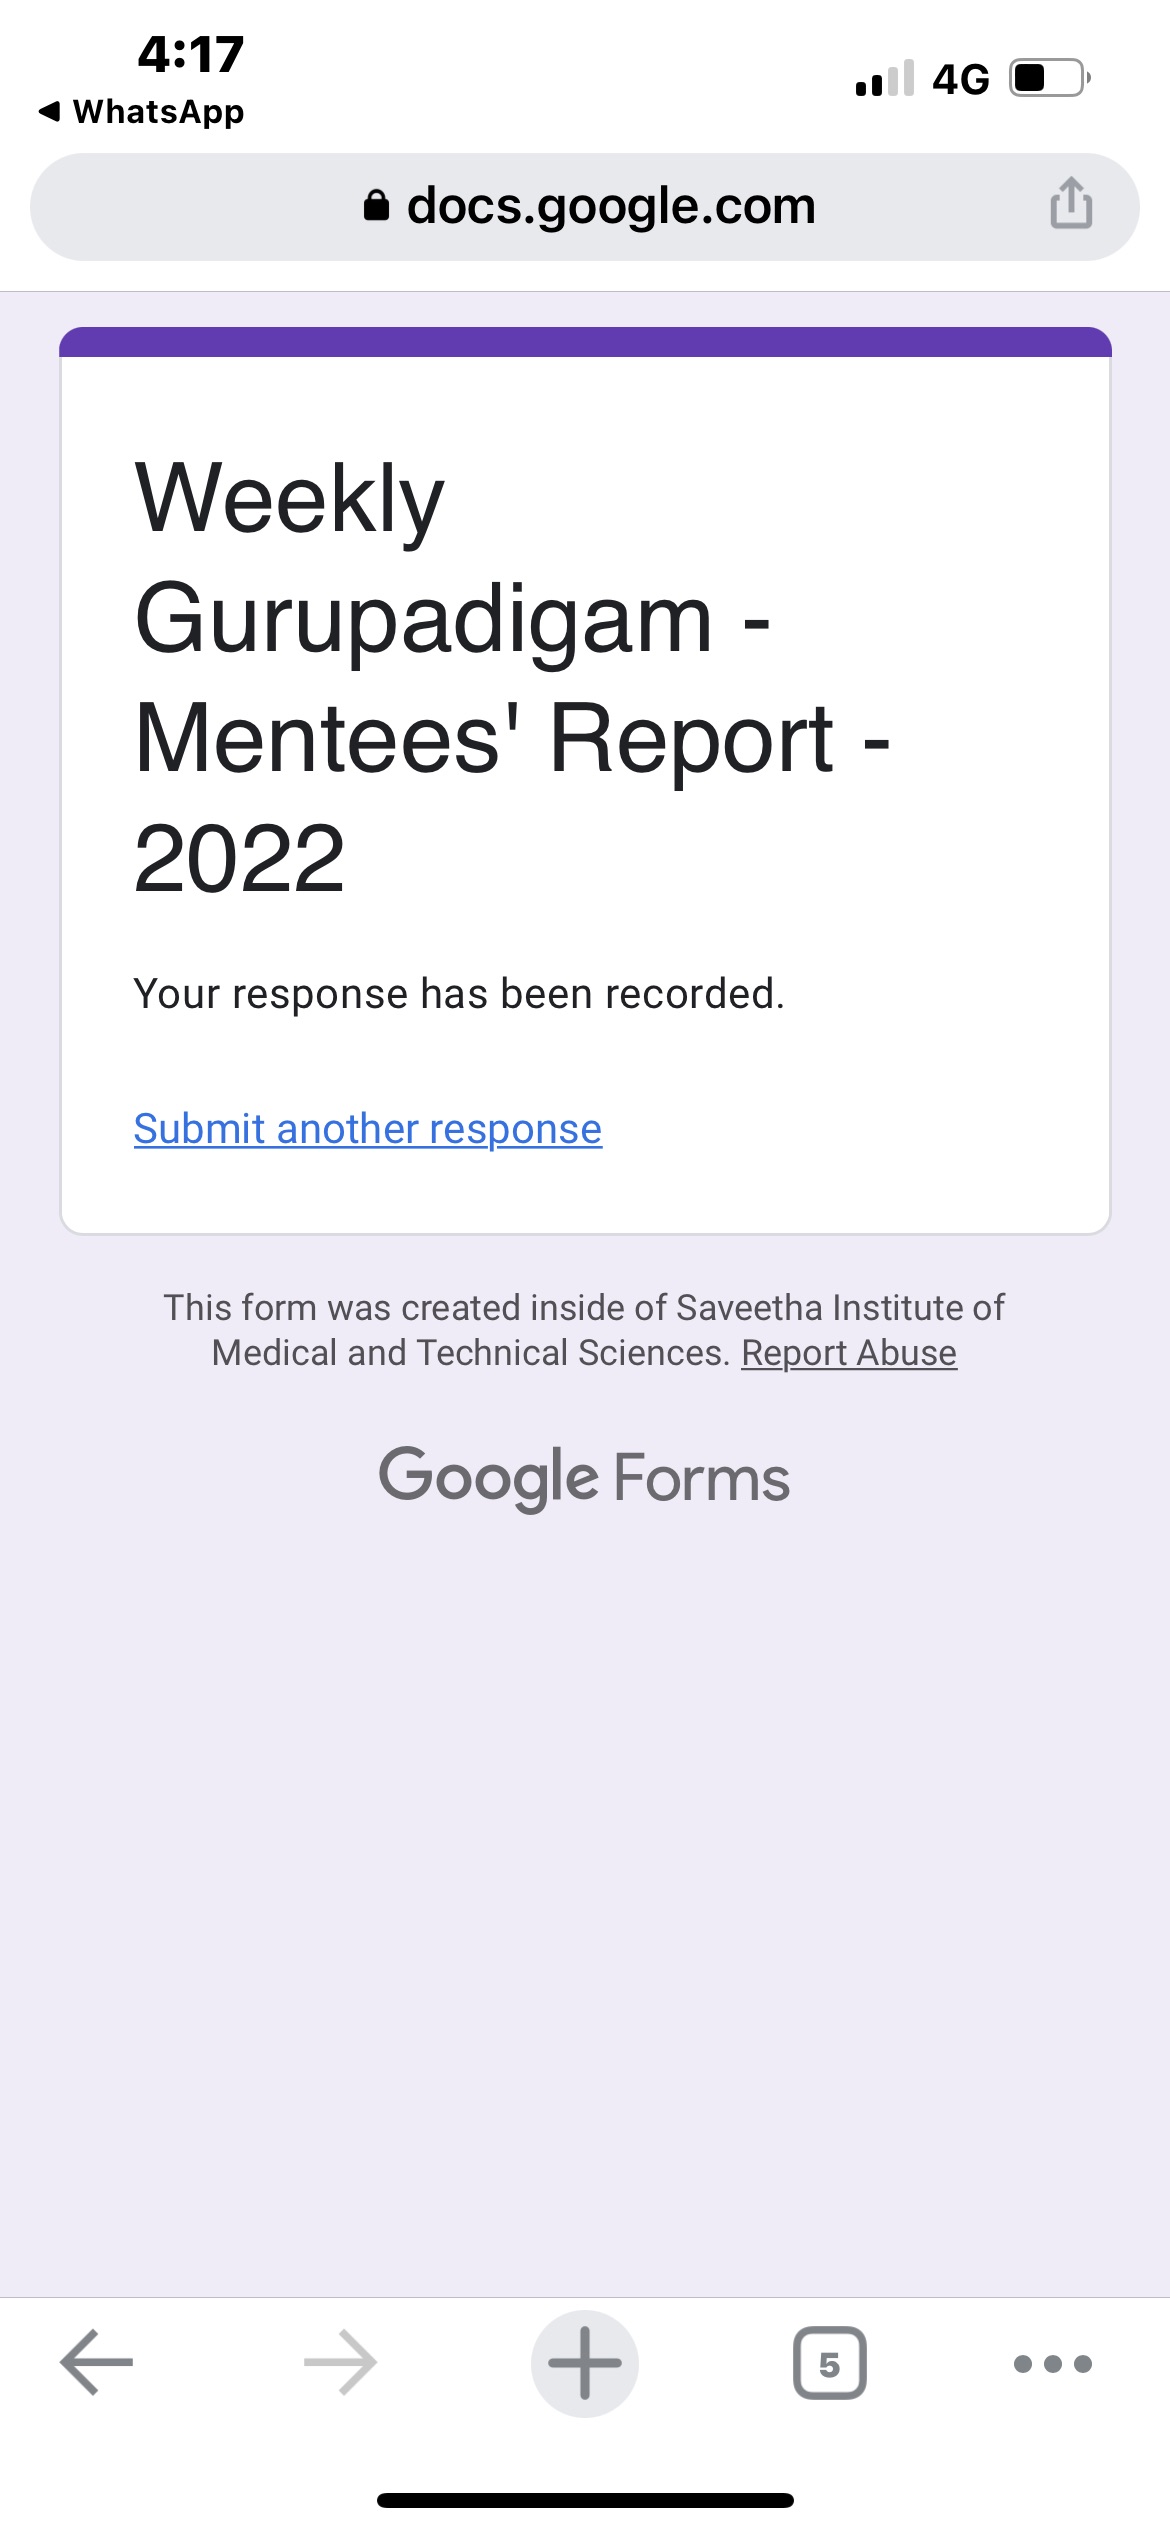 4:17
4G
WhatsApp
docs.google.com
Weekly
Gurupadigam -
Mentees' Report -
2022
Your response has been recorded.
Submit another response
This form was created inside of Saveetha Institute of
Medical and Technical Sciences. Report Abuse
Google Forms
5